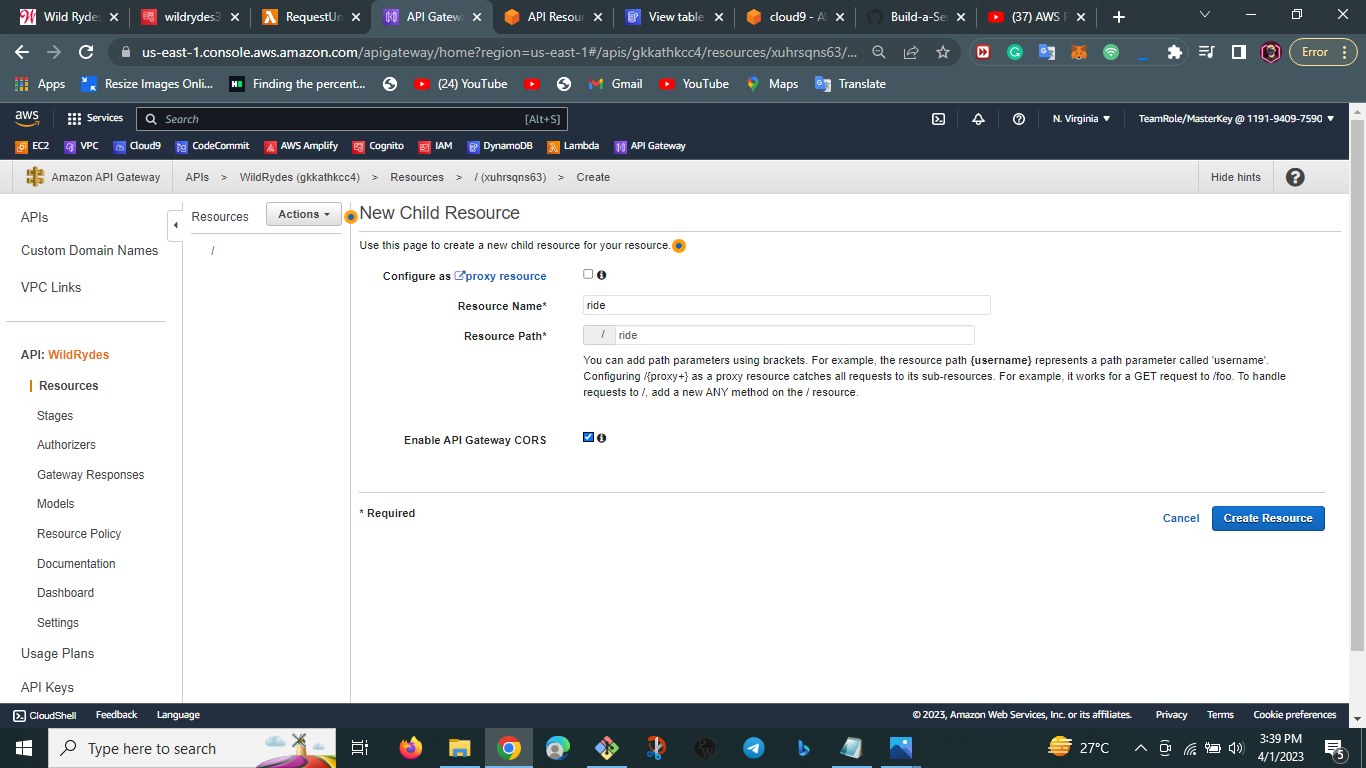 Wild Ryde
wildrydes3
RequestUn
API Gatewa
API Resour
View table
cloud9 - A
Build-a-Se
(37) AWS
us-east-1.console.aws.amazon.com/apigateway/home?region=us-east-1#/apis/gkkathkcc4/resources/xuhrsqns63/...
Error
Apps
Resize Images Onli...
Finding the percent...
(24) YouTube
Gmail
YouTube
Maps
Translate
aws
Services
Search
[Alt+S]
N. Virginia
TeamRole/MasterKey @ 1191-9409-7590
EC2
VPC
Cloud9
CodeCommit
AWS Amplify
Cognito
IAM
DynamoDB
Lambda
API Gateway
Amazon API Gateway
APIs > WildRydes (gkkathkcc4) > Resources > / (xuhrsqns63) > Create
Hide hints
APIs
Custom Domain Names
VPC Links
API: WildRydes
Resources
Stages
Authorizers
Gateway Responses
Models
Resource Policy
Documentation
Dashboard
Settings
Usage Plans
API Keys
Resources
Actions
/
New Child Resource
Use this page to create a new child resource for your resource.
Configure as proxy resource
Resource Name*
ride
Resource Path*
/ ride
You can add path parameters using brackets. For example, the resource path {username} represents a path parameter called 'username'.
Configuring /{proxy+} as a proxy resource catches all requests to its sub-resources. For example, it works for a GET request to /foo. To handle
requests to /, add a new ANY method on the / resource.
Enable API Gateway CORS
* Required
Cancel
Create Resource
CloudShell
Feedback
Language
© 2023, Amazon Web Services, Inc. or its affiliates.
Privacy
Terms
Cookie preferences
Type here to search
27°C
3:39 PM
4/1/2023
5